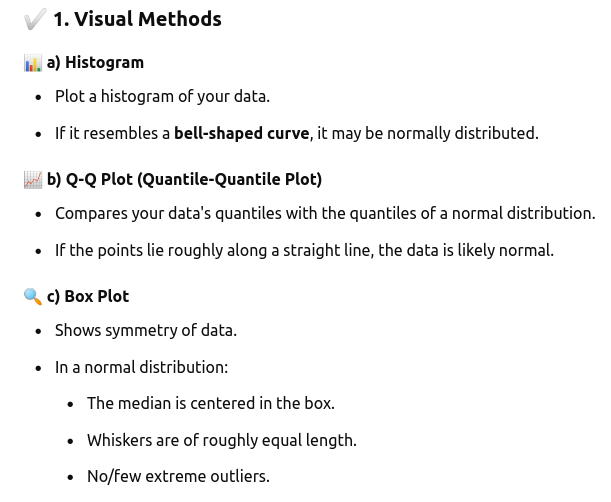 ✔ 1. Visual Methods
📊 a) Histogram
• Plot a histogram of your data.
• If it resembles a bell-shaped curve, it may be normally distributed.
📈 b) Q-Q Plot (Quantile-Quantile Plot)
• Compares your data's quantiles with the quantiles of a normal distribution.
• If the points lie roughly along a straight line, the data is likely normal.
🔍 c) Box Plot
• Shows symmetry of data.
• In a normal distribution:
• The median is centered in the box.
• Whiskers are of roughly equal length.
• No/few extreme outliers.